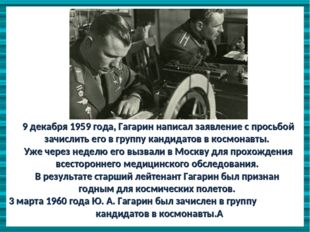 9 декабря 1959 года, Гагарин написал заявление с просьбой
зачислить его в группу кандидатов в космонавты.
Уже через неделю его вызвали в Москву для прохождения
всестороннего медицинского обследования.
В результате старший лейтенант Гагарин был признан
годным для космических полетов.
3 марта 1960 года Ю. А. Гагарин был зачислен в группу
кандидатов в космонавты.А